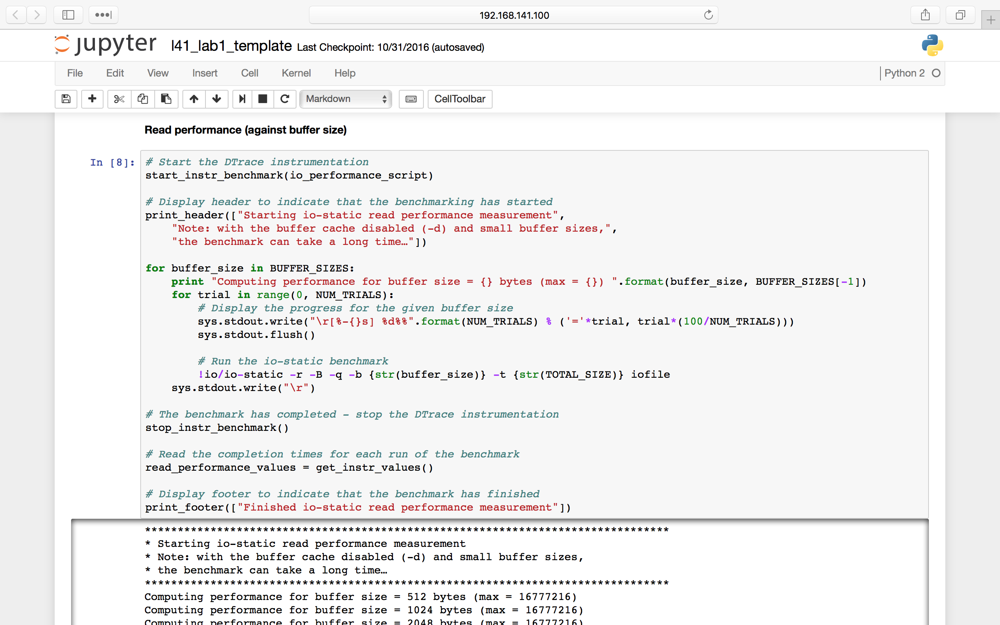 192.168.141.100
jupyter l41_lab1_template Last Checkpoint: 10/31/2016 (autosaved)
File Edit View Insert Cell Kernel Help Python 2
Markdown CellToolbar
Read performance (against buffer size)
In [8]:
# Start the DTrace instrumentation
start_instr_benchmark(io_performance_script)
# Display header to indicate that the benchmarking has started
print_header(["Starting io-static read performance measurement",
"Note: with the buffer cache disabled (-d) and small buffer sizes,",
"the benchmark can take a long time…"])
for buffer_size in BUFFER_SIZES:
print "Computing performance for buffer size = {} bytes (max = {}) ".format(buffer_size, BUFFER_SIZES[-1])
for trial in range(0, NUM_TRIALS):
# Display the progress for the given buffer size
sys.stdout.write("\r[%-{}s] %d%%".format(NUM_TRIALS) % ('='*trial, trial*(100/NUM_TRIALS)))
sys.stdout.flush()
# Run the io-static benchmark
!io/io-static -r -B -q -b {str(buffer_size)} -t {str(TOTAL_SIZE)} iofile
sys.stdout.write("\r")
# The benchmark has completed - stop the DTrace instrumentation
stop_instr_benchmark()
# Read the completion times for each run of the benchmark
read_performance_values = get_instr_values()
# Display footer to indicate that the benchmark has finished
print_footer(["Finished io-static read performance measurement"])
********************************************************************************
* Starting io-static read performance measurement
* Note: with the buffer cache disabled (-d) and small buffer sizes,
* the benchmark can take a long time…
********************************************************************************
Computing performance for buffer size = 512 bytes (max = 16777216)
Computing performance for buffer size = 1024 bytes (max = 16777216)
Computing performance for buffer size = 2048 bytes (max = 16777216)